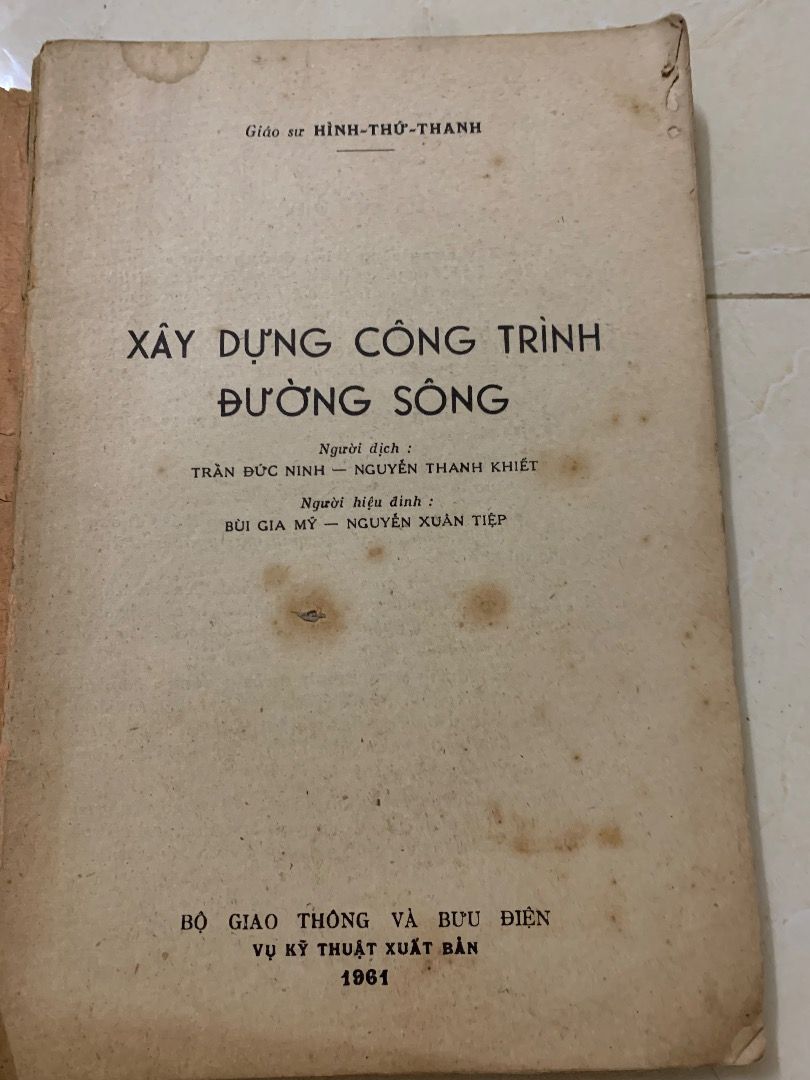 Giáo sư HÌNH-THỨ-THANH
XÂY DỰNG CÔNG TRÌNH
ĐƯỜNG SÔNG
Người dịch :
TRẦN ĐỨC NINH — NGUYỄN THANH KHIẾT
Người hiệu đính :
BÙI GIA MỸ — NGUYỄN XUÂN TIỆP
BỘ GIAO THÔNG VÀ BƯU ĐIỆN
VỤ KỸ THUẬT XUẤT BẢN
1961